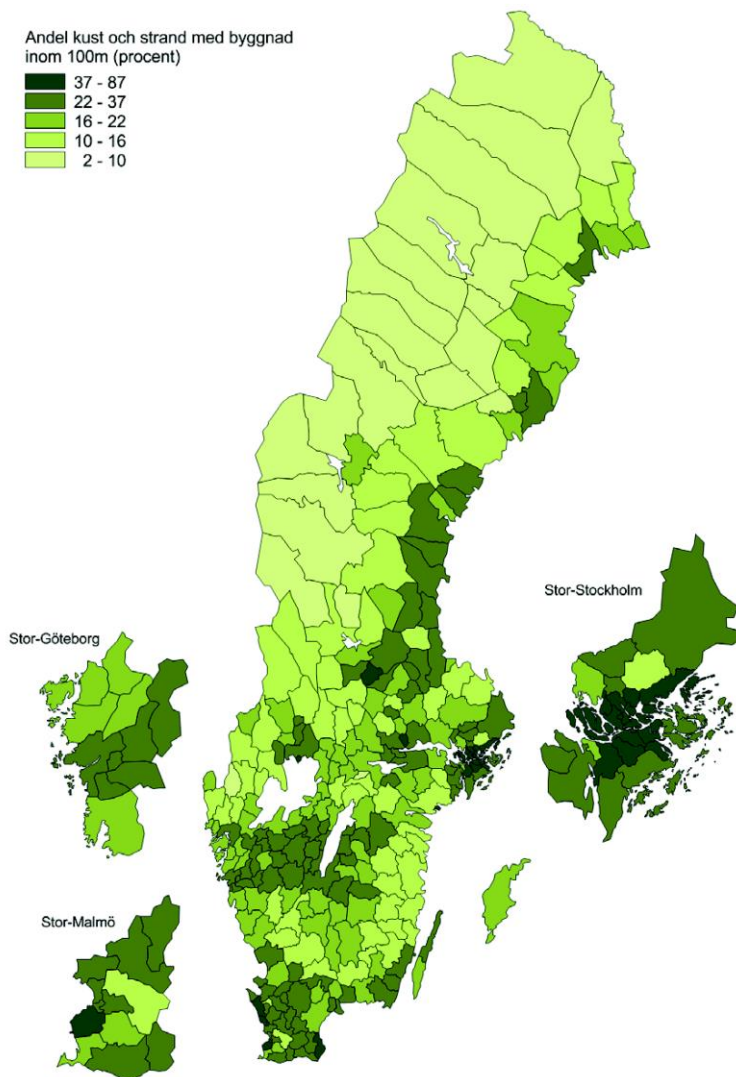 Andel kust och strand med byggnad
inom 100m (procent)
37 - 87
22 - 37
16 - 22
10 - 16
2 - 10
Stor-Stockholm
Stor-Göteborg
Stor-Malmö